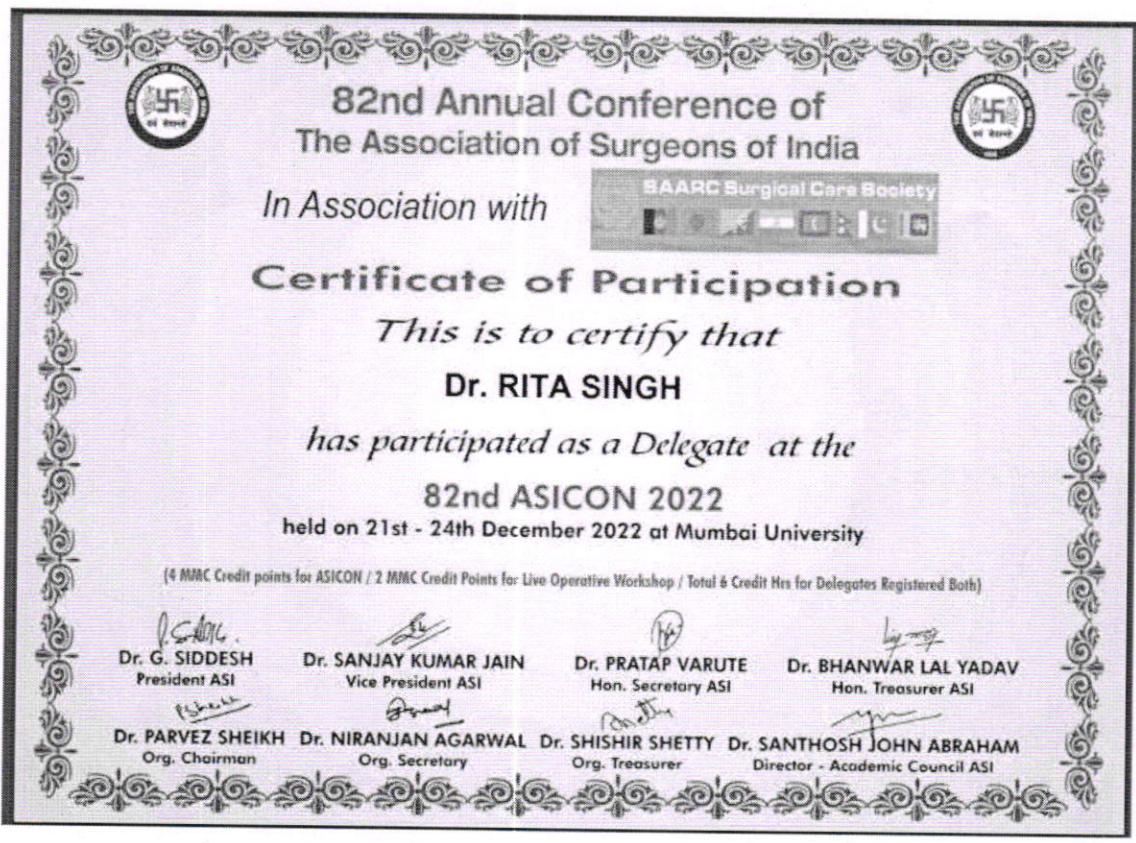 82nd Annual Conference of
The Association of Surgeons of India
In Association with
SAARC Surgical Care Society
Certificate of Participation
This is to certify that
Dr. RITA SINGH
has participated as a Delegate at the
82nd ASICON 2022
held on 21st - 24th December 2022 at Mumbai University
(4 MMC Credit points for ASICON / 2 MMC Credit Points for Live Operative Workshop / Total 6 Credit Hrs for Delegates Registered Both)
Dr. G. SIDDESH Dr. SANJAY KUMAR JAIN Dr. PRATAP VARUTE Dr. BHANWAR LAL YADAV
President ASI Vice President ASI Hon. Secretary ASI Hon. Treasurer ASI
Dr. PARVEZ SHEIKH Dr. NIRANJAN AGARWAL Dr. SHISHIR SHETTY Dr. SANTHOSH JOHN ABRAHAM
Org. Chairman Org. Secretary Org. Treasurer Director - Academic Council ASI